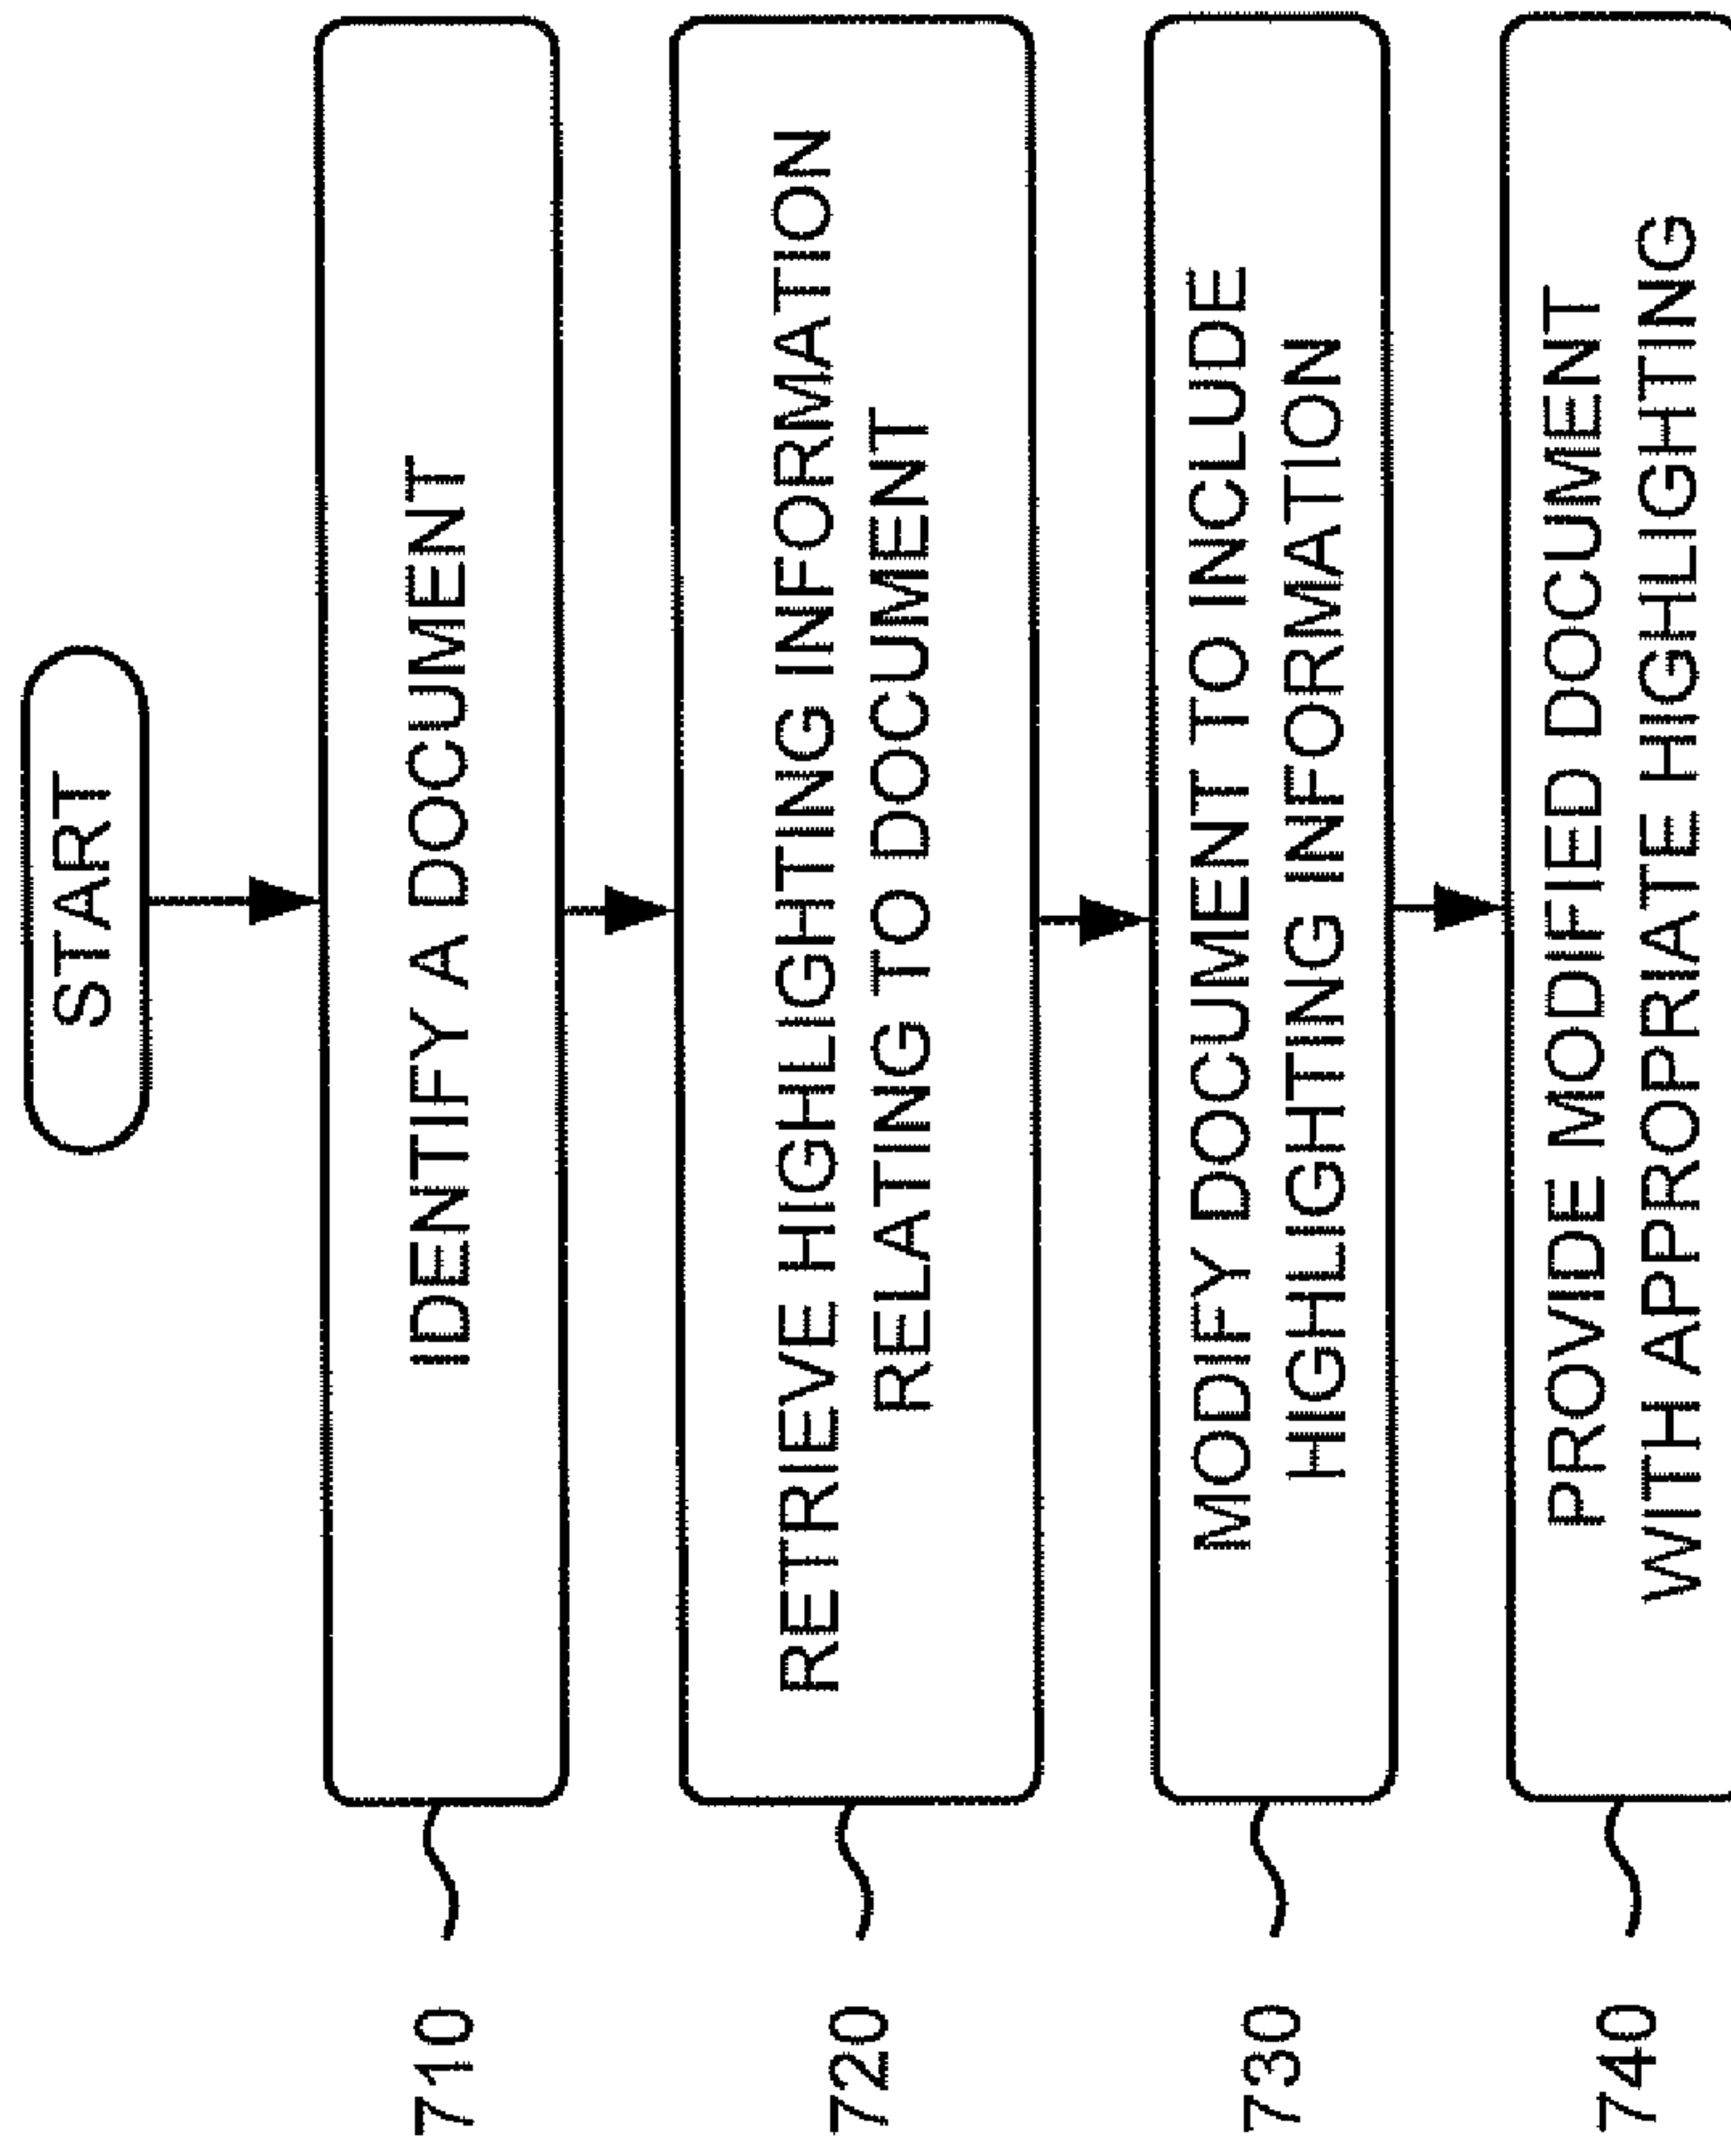 START
710
IDENTIFY A DOCUMENT
720
RETRIEVE HIGHLIGHTING INFORMATION
RELATING TO DOCUMENT
730
MODIFY DOCUMENT TO INCLUDE
HIGHLIGHTING INFORMATION
740
PROVIDE MODIFIED DOCUMENT
WITH APPROPRIATE HIGHLIGHTING